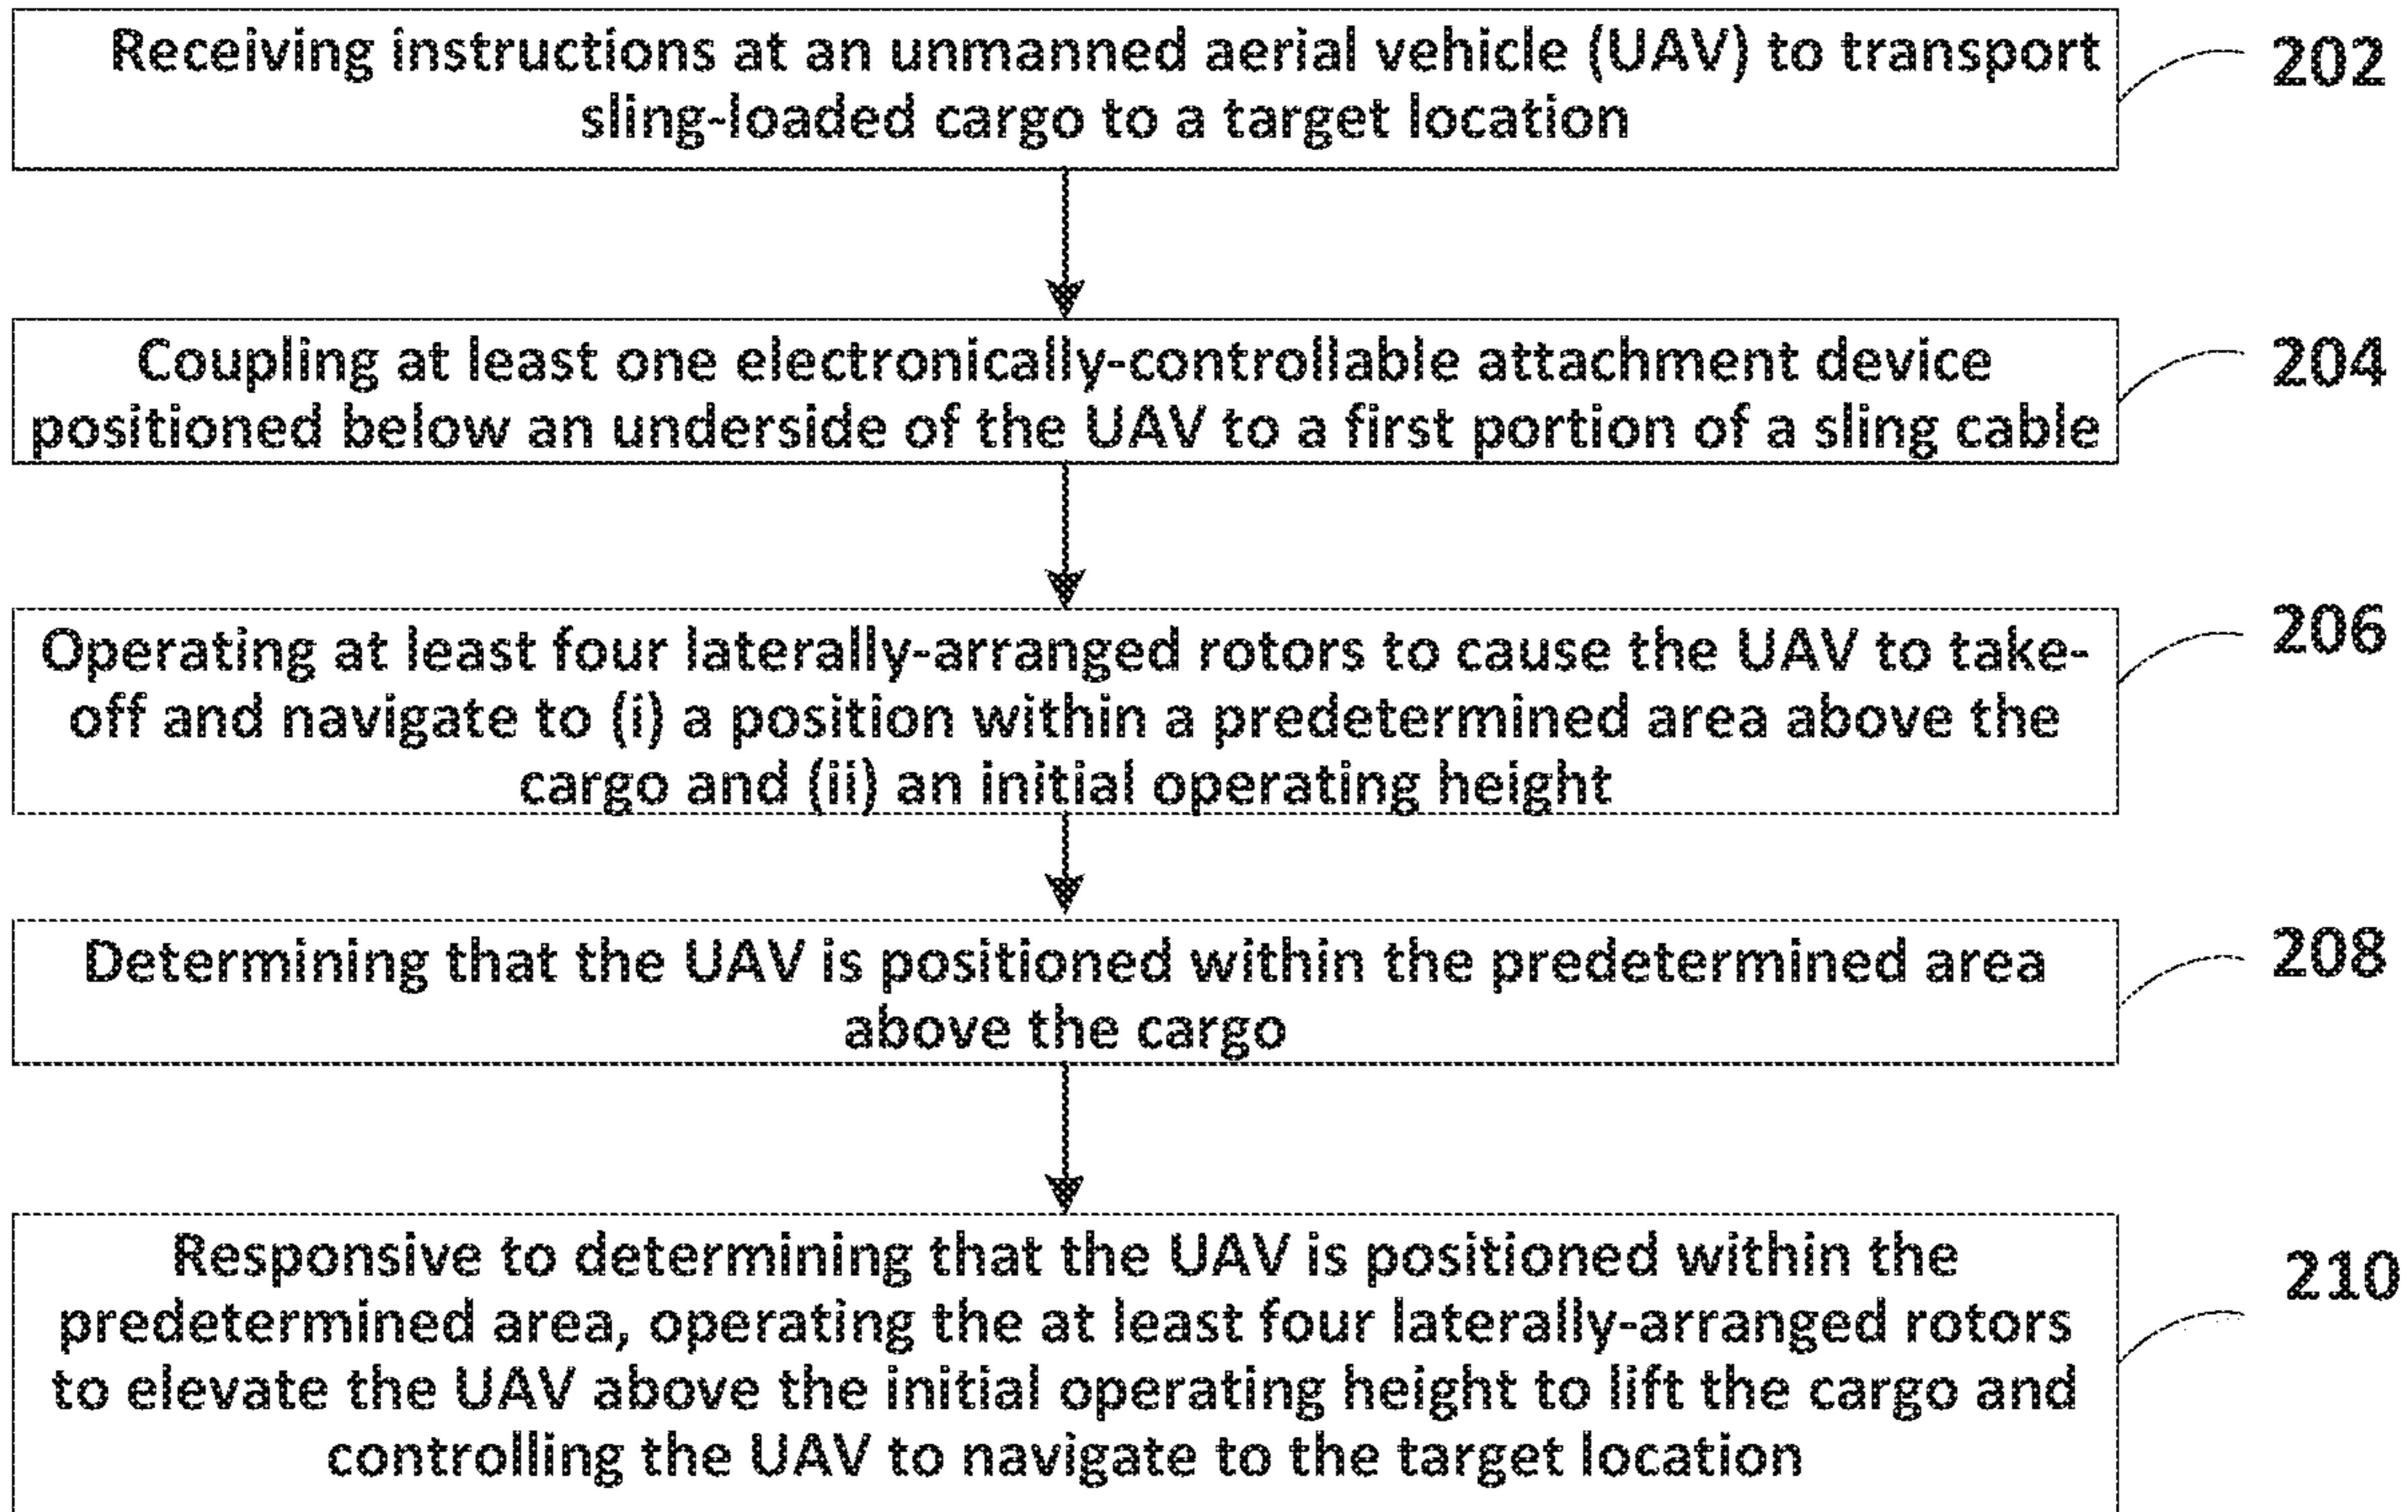 Receiving instructions at an unmanned aerial vehicle (UAV) to transport
sling-loaded cargo to a target location
202
Coupling at least one electronically-controllable attachment device
positioned below an underside of the UAV to a first portion of a sling cable
204
Operating at least four laterally-arranged rotors to cause the UAV to take-
off and navigate to (i) a position within a predetermined area above the
cargo and (ii) an initial operating height
206
Determining that the UAV is positioned within the predetermined area
above the cargo
208
Responsive to determining that the UAV is positioned within the
predetermined area, operating the at least four laterally-arranged rotors
to elevate the UAV above the initial operating height to lift the cargo and
controlling the UAV to navigate to the target location
210